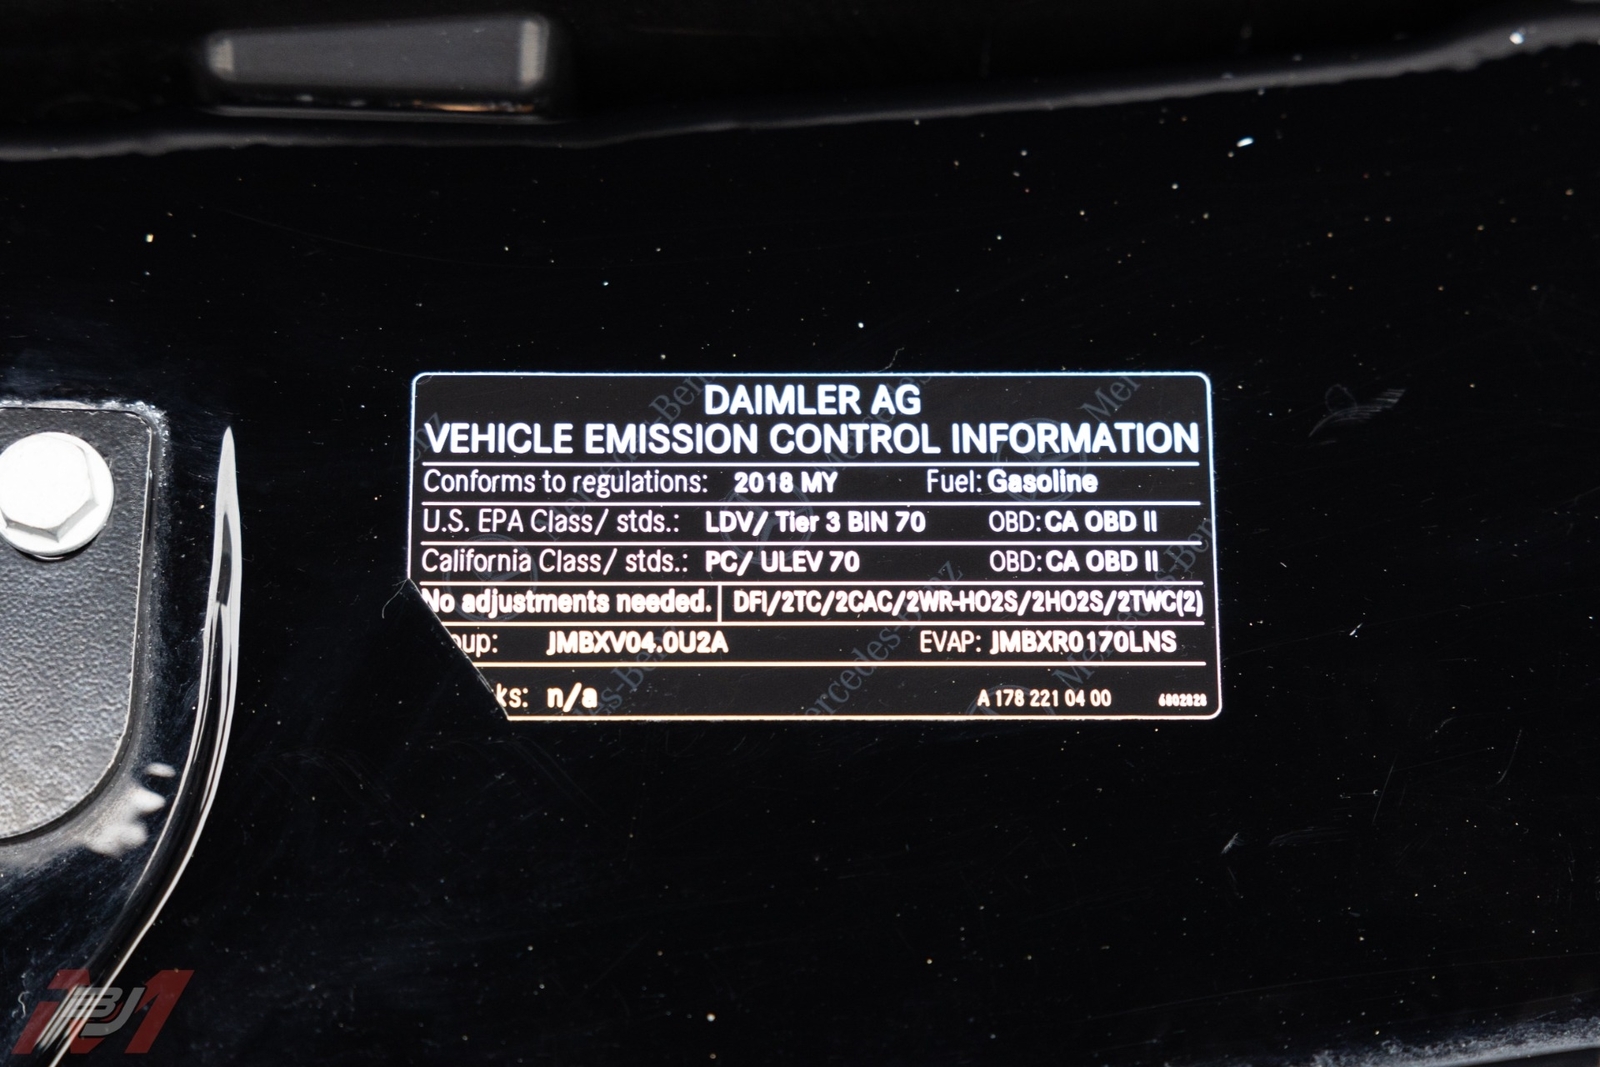 DAIMLER AG
VEHICLE EMISSION CONTROL INFORMATION
Conforms to regulations: 2018 MY Fuel: Gasoline
U.S. EPA Class/ stds.: LDV/ Tier 3 BIN 70 OBD: CA OBD II
California Class/ stds.: PC/ ULEV 70 OBD: CA OBD II
No adjustments needed. DFI/2TC/2CAC/2WR-HO2S/2HO2S/2TWC(2)
oup: JMBXV04.0U2A EVAP: JMBXR0170LNS
ks: n/a A 178 221 04 00